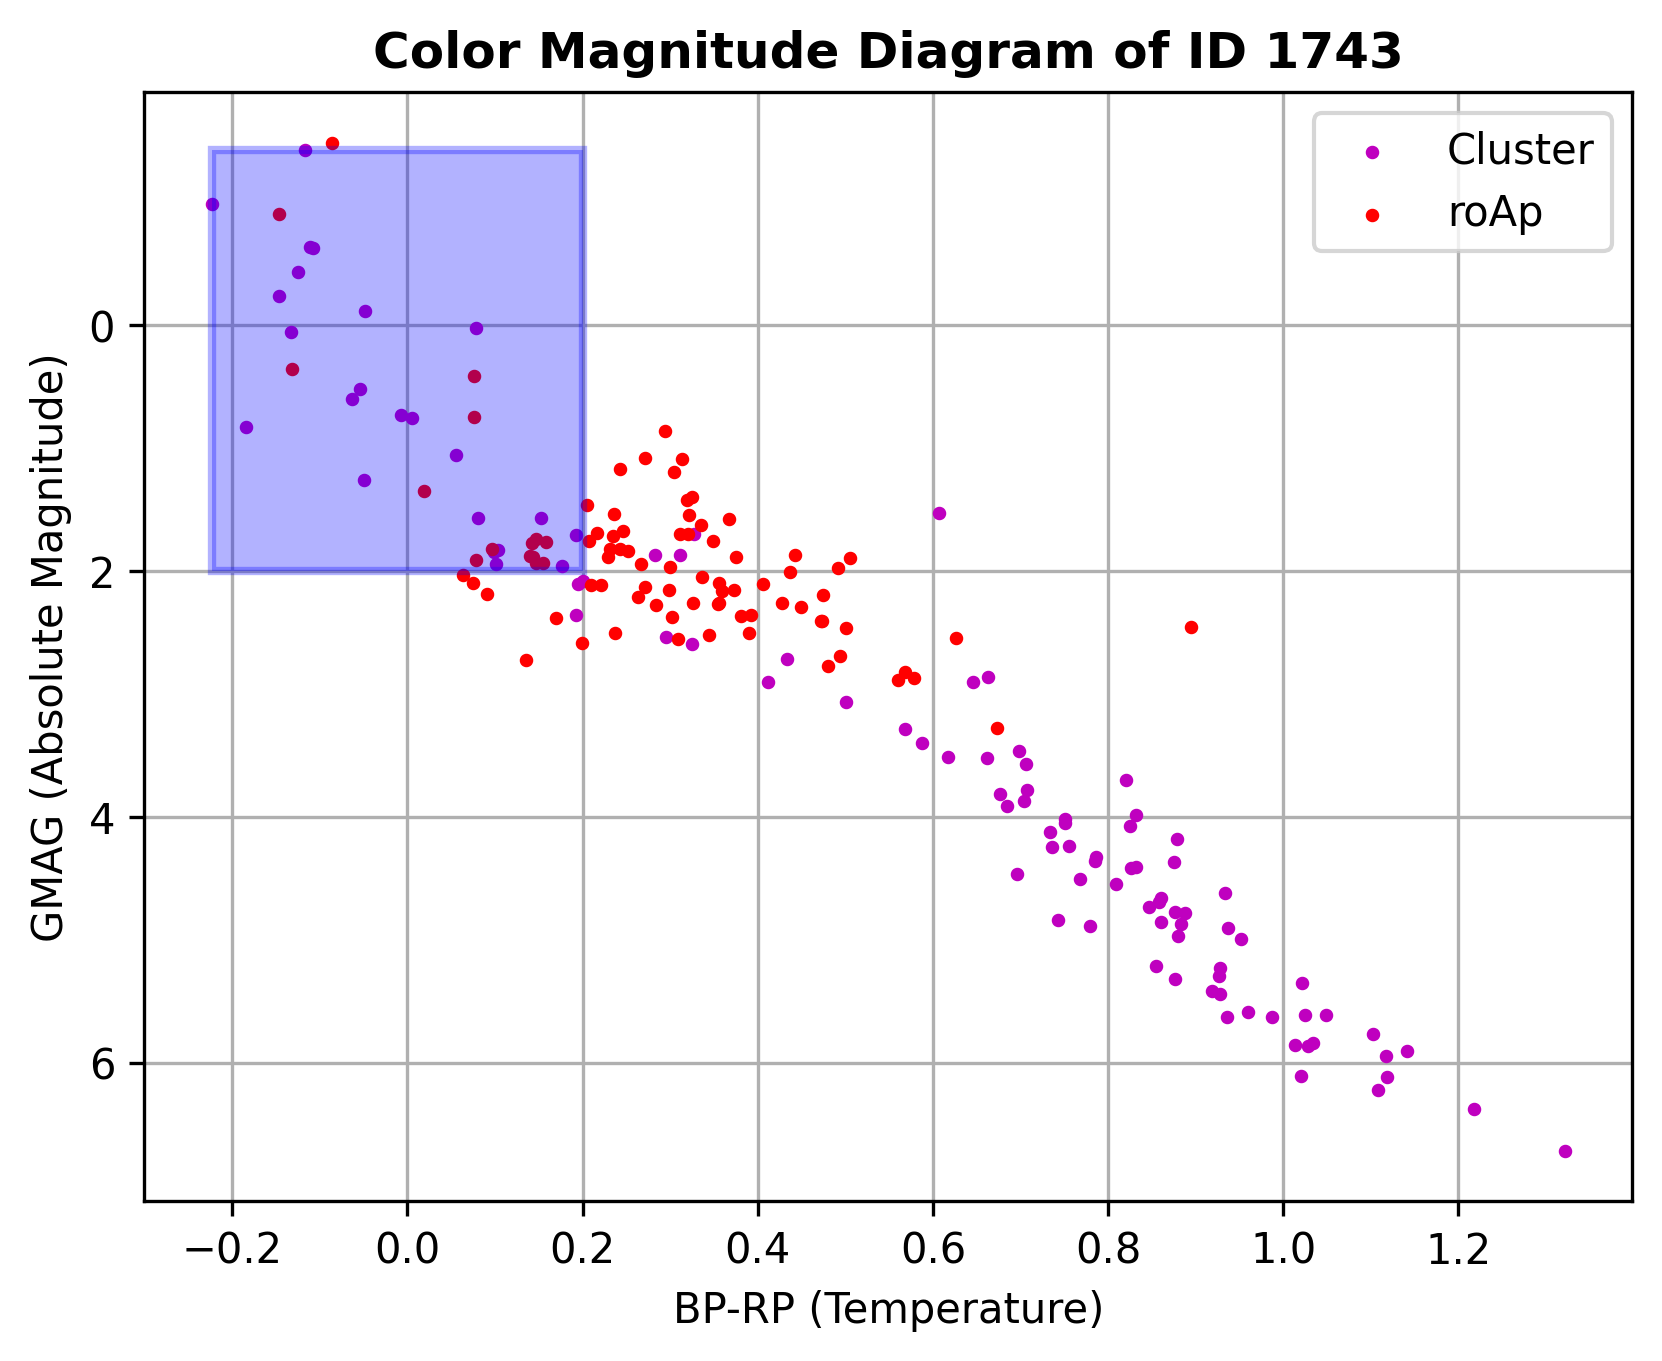 Color Magnitude Diagram of ID 1743
Cluster
roAp
GMAG (Absolute Magnitude)
0
2
4
6
−0.2 0.0 0.2 0.4 0.6 0.8 1.0 1.2
BP-RP (Temperature)